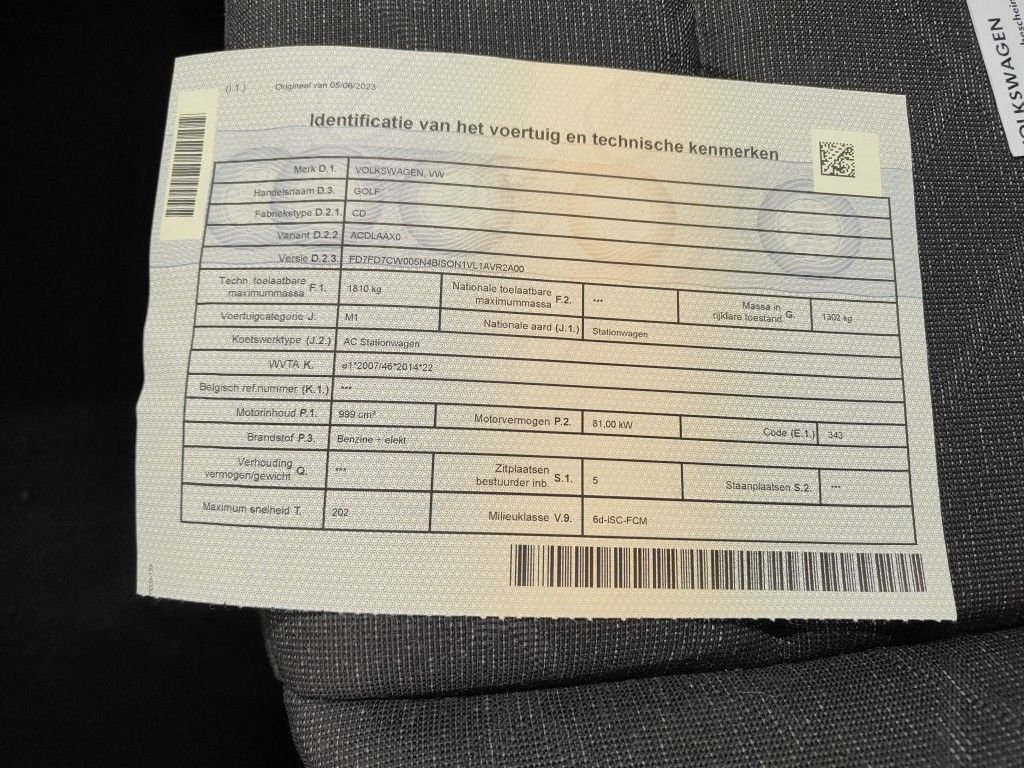 (I.1.) Origineel van 05/06/2023
Identificatie van het voertuig en technische kenmerken
Merk D.1. VOLKSWAGEN, VW
Handelsnaam D.3. GOLF
Fabriekstype D.2.1. CD
Variant D.2.2. ACDLAAX0
Versie D.2.3. FD7FD7CW005N4BISON1VL1AVR2A00
Techn. toelaatbare maximummassa F.1. 1810 kg Nationale toelaatbare maximummassa F.2. *** Massa in rijklare toestand G. 1302 kg
Voertuigcategorie J. M1 Nationale aard (J.1.) Stationwagen
Koetswerktype (J.2.) AC Stationwagen
WVTA K. e1*2007/46*2014*22
Belgisch ref.nummer (K.1.) ***
Motorinhoud P.1. 999 cm³ Motorvermogen P.2. 81,00 kW Code (E.1.) 343
Brandstof P.3. Benzine + elekt
Verhouding vermogen/gewicht Q. *** Zitplaatsen bestuurder inb. S.1. 5 Staanplaatsen S.2. ***
Maximum snelheid T. 202 Milieuklasse V.9. 6d-ISC-FCM
VOLKSWAGEN